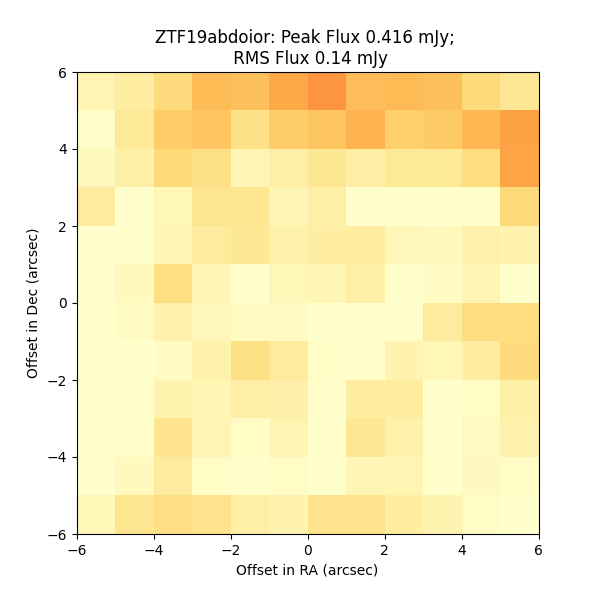 ZTF19abdoior: Peak Flux 0.416 mJy;
RMS Flux 0.14 mJy
6
4
2
0
−2
−4
−6
Offset in Dec (arcsec)
−6 −4 −2 0 2 4 6
Offset in RA (arcsec)